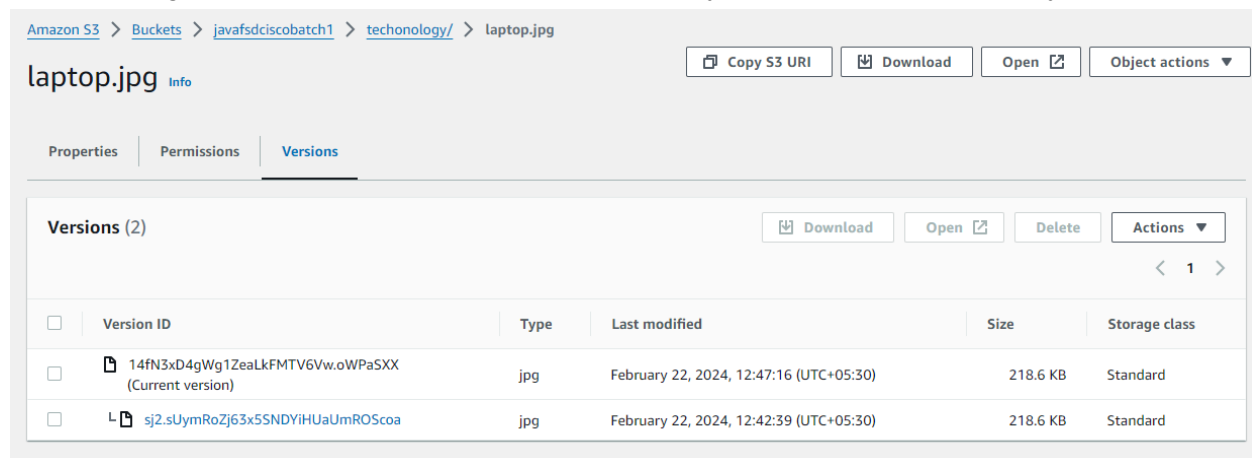 Amazon S3 > Buckets > javafsdciscobatch1 > techonology/ > laptop.jpg
laptop.jpg Info
Copy S3 URI Download Open Object actions
Properties Permissions Versions
Versions (2)
Download Open Delete Actions
< 1 >
Version ID Type Last modified Size Storage class
14fN3xD4gWg1ZeaLkFMTV6Vw.oWPaSXX
(Current version)
jpg February 22, 2024, 12:47:16 (UTC+05:30) 218.6 KB Standard
sj2.sUymRoZj63x5SNDYiHUaUmROScoa jpg February 22, 2024, 12:42:39 (UTC+05:30) 218.6 KB Standard